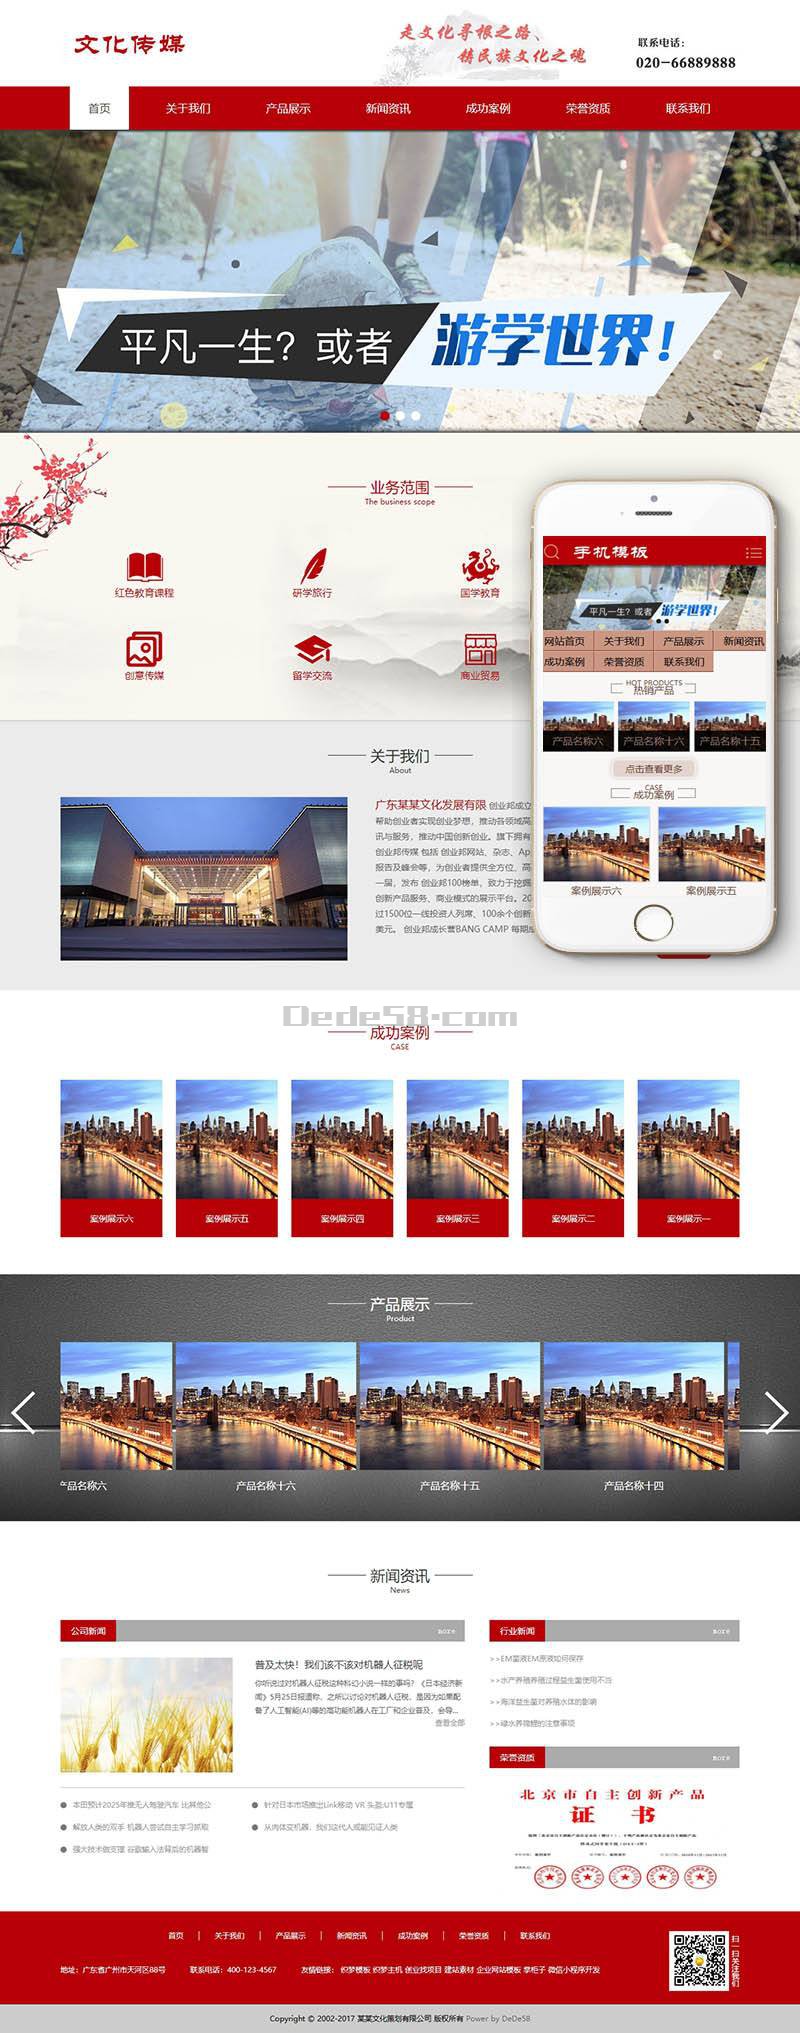 文化传媒
走文化寻根之路、
铸民族文化之魂
联系电话：
020-66889888
首页 关于我们 产品展示 新闻资讯 成功案例 荣誉资质 联系我们
平凡一生？或者 游学世界！
业务范围
The business scope
红色教育课程 研学旅行 国学教育
创意传媒 留学交流 商业贸易
手机模板
平凡一生？或者 游学世界！
网站首页 关于我们 产品展示 新闻资讯
成功案例 荣誉资质 联系我们
HOT PRODUCTS
热销产品
产品名称六 产品名称十六 产品名称十五
点击查看更多
CASE
成功案例
案例展示六 案例展示五
关于我们
About
广东某某文化发展有限 创业邦成立
帮助创业者实现创业梦想，推动各领域高
讯与服务，推动中国创新创业。旗下拥有
创业邦传媒 包括 创业邦网站、杂志、Ap
报告及峰会等，为创业者提供全方位、高
一届，发布 创业邦100榜单，致力于挖掘
创新产品服务、商业模式的展示平台。20
过1500位一线投资人列席、100余个创新
美元。 创业邦成长营BANG CAMP 每期成
Dede58.com
成功案例
CASE
案例展示六 案例展示五 案例展示四 案例展示三 案例展示二 案例展示一
产品展示
Product
产品名称六 产品名称十六 产品名称十五 产品名称十四
新闻资讯
News
公司新闻 more
普及太快！我们该不该对机器人征税呢
你听说过对机器人征税这种科幻小说一样的事吗？《日本经济新
闻》5月25日报道称，之所以讨论对机器人征税，是因为如果配
备了人工智能(AI)等的高功能机器人在工厂和企业普及，会导...
查看全部
本田预计2025年推无人驾驶汽车 比其他公
针对日本市场推出Link移动 VR 头盔:U11专属
解放人类的双手 机器人尝试自主学习抓取
从肉体变机器，我们这代人或能见证人类
强大技术做支撑 谷歌输入法背后的机器智
行业新闻 more
>>EM菌液EM原液如何保存
>>水产养殖养殖过程益生菌使用不当
>>海洋益生菌对养殖水体的影响
>>绿水养锦鲤的注意事项
荣誉资质 more
北京市自主创新产品
证 书
首页 | 关于我们 | 产品展示 | 新闻资讯 | 成功案例 | 荣誉资质 | 联系我们
地址：广东省广州市天河区88号 联系电话：400-123-4567 友情链接： 织梦模板 织梦主机 创业找项目 建站素材 企业网站模板 掌柜子 微信小程序开发
扫一扫关注我们
Copyright © 2002-2017 某某文化策划有限公司 版权所有 Power by DeDe58